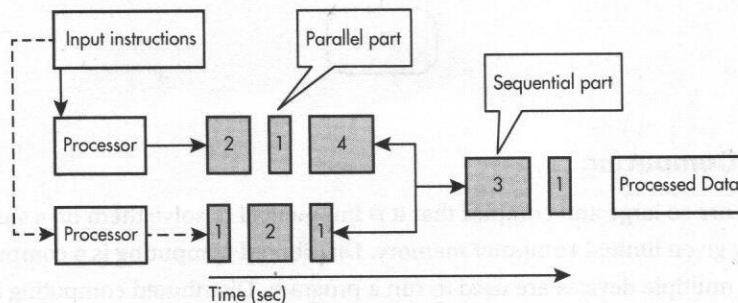 Input instructions
Parallel part
Sequential part
Processor
2
1
4
3
1
Processed Data
Processor
1
2
1
Time (sec)